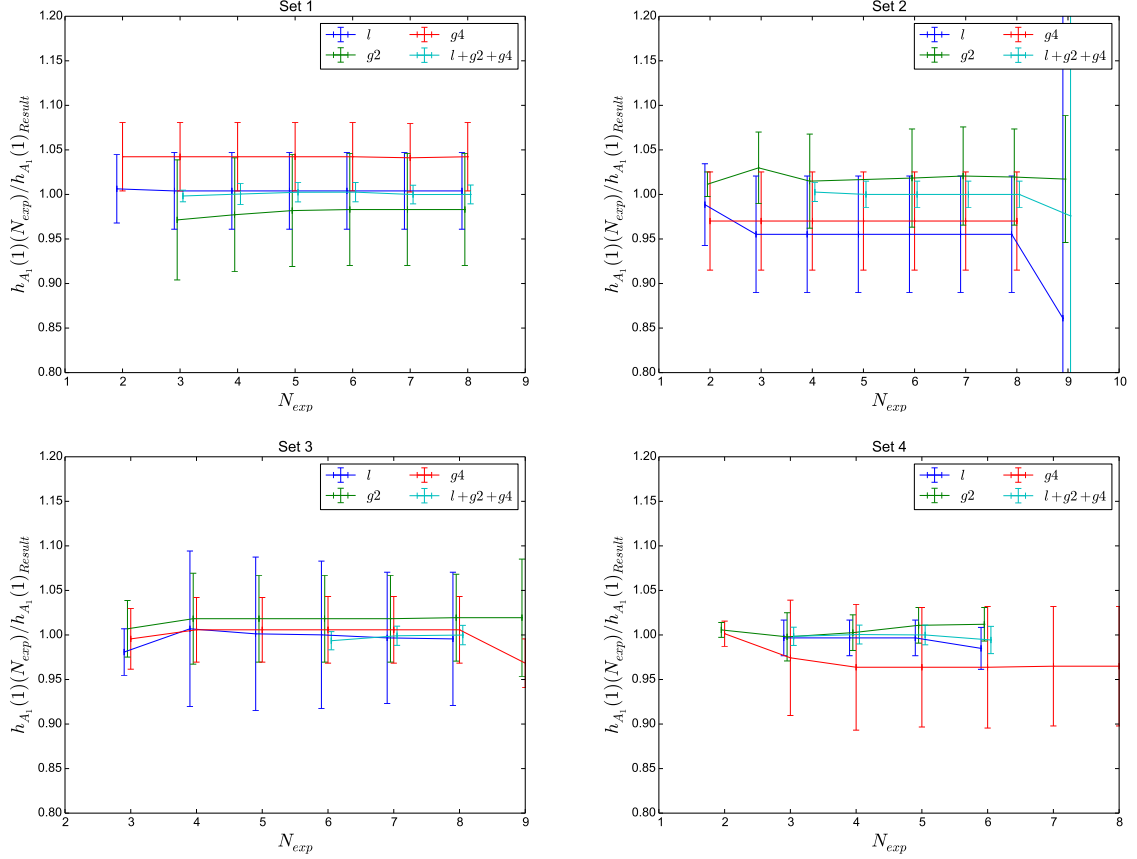 Set 1
h_{A_1}(1)(N_{exp})/h_{A_1}(1)_{Result}
1.20
1.15
1.10
1.05
1.00
0.95
0.90
0.85
0.80
l g4
g2 l+g2+g4
1 2 3 4 5 6 7 8 9
N_{exp}
Set 2
h_{A_1}(1)(N_{exp})/h_{A_1}(1)_{Result}
1.20
1.15
1.10
1.05
1.00
0.95
0.90
0.85
0.80
l g4
g2 l+g2+g4
1 2 3 4 5 6 7 8 9 10
N_{exp}
Set 3
h_{A_1}(1)(N_{exp})/h_{A_1}(1)_{Result}
1.20
1.15
1.10
1.05
1.00
0.95
0.90
0.85
0.80
l g4
g2 l+g2+g4
2 3 4 5 6 7 8 9
N_{exp}
Set 4
h_{A_1}(1)(N_{exp})/h_{A_1}(1)_{Result}
1.20
1.15
1.10
1.05
1.00
0.95
0.90
0.85
0.80
l g4
g2 l+g2+g4
1 2 3 4 5 6 7 8
N_{exp}